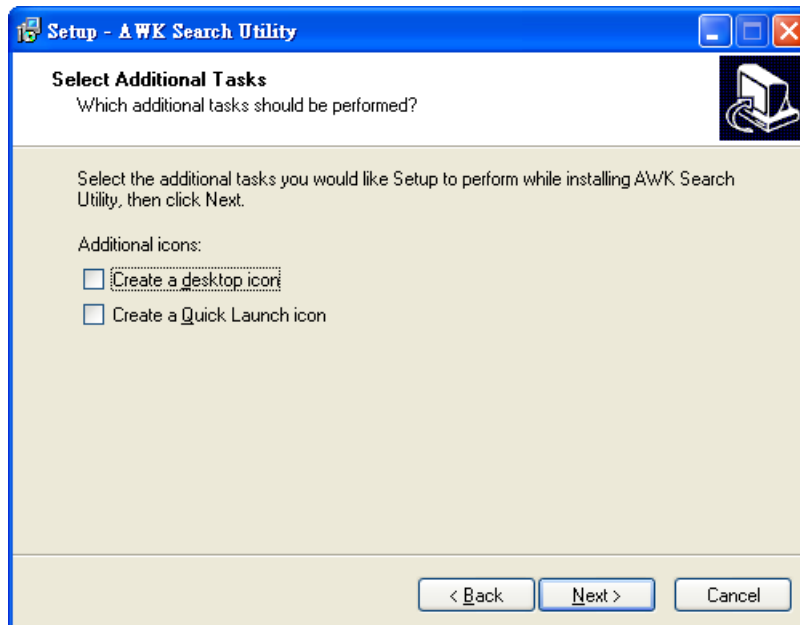 Setup - AWK Search Utility
Select Additional Tasks
Which additional tasks should be performed?
Select the additional tasks you would like Setup to perform while installing AWK Search
Utility, then click Next.
Additional icons:
Create a desktop icon
Create a Quick Launch icon
< Back
Next >
Cancel